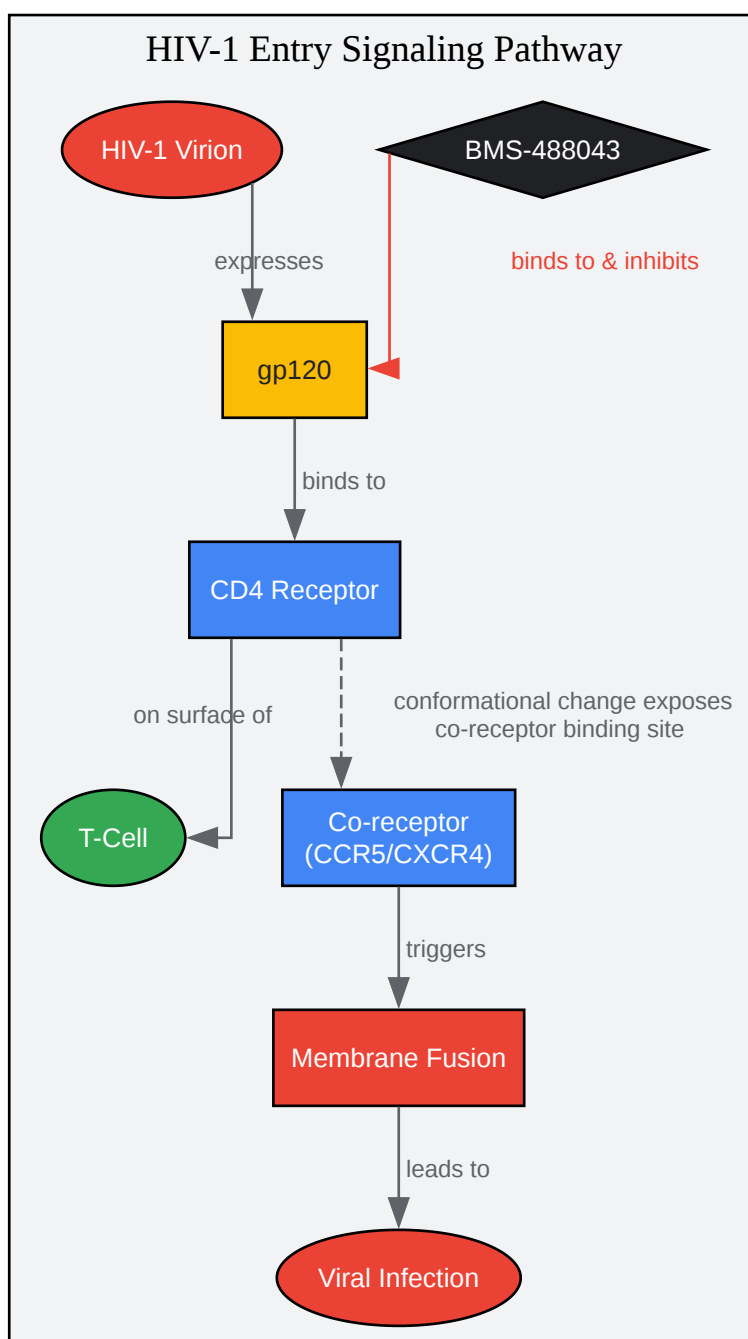 HIV-1 Entry Signaling Pathway
HIV-1 Virion
BMS-488043
expresses
binds to & inhibits
gp120
binds to
CD4 Receptor
on surface of
conformational change exposes
co-receptor binding site
T-Cell
Co-receptor
(CCR5/CXCR4)
triggers
Membrane Fusion
leads to
Viral Infection